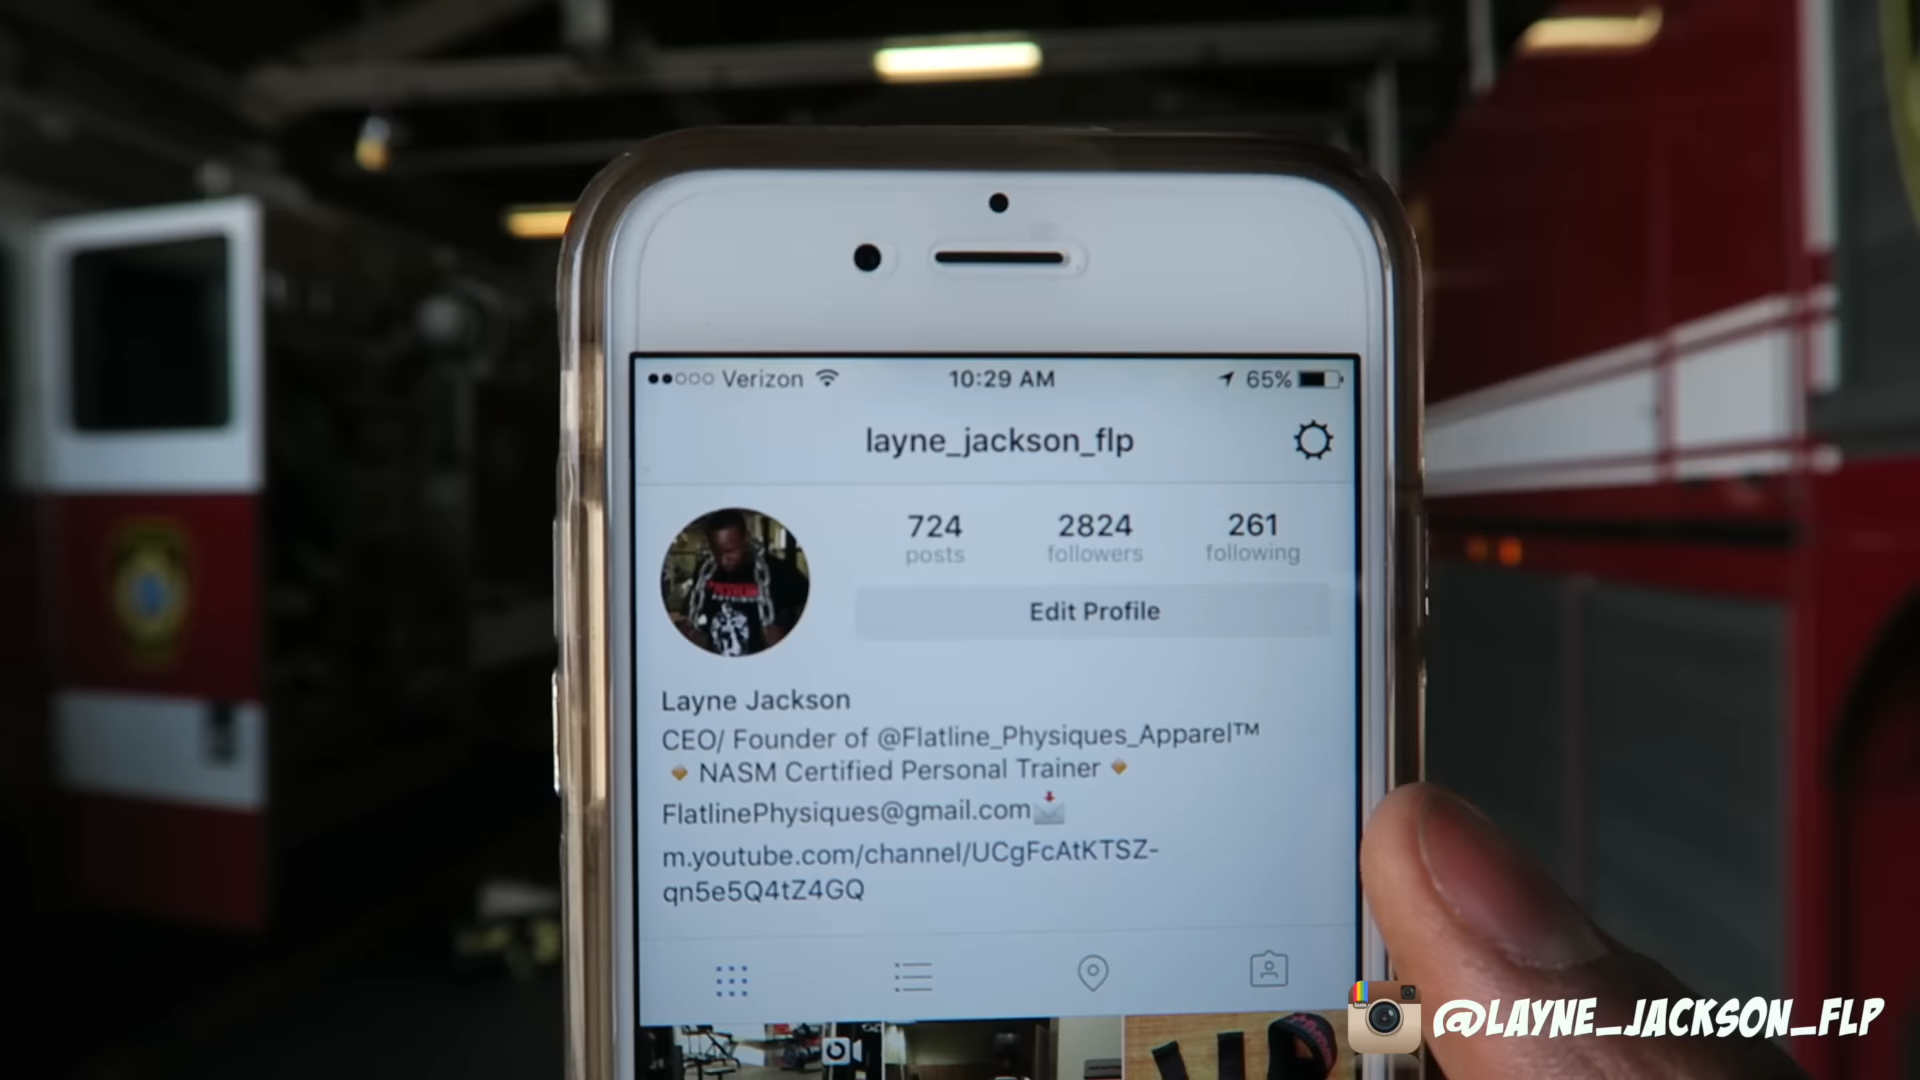 Verizon
10:29 AM
65%
layne_jackson_flp
724
2824
261
posts
followers
following
Edit Profile
Layne Jackson
CEO/ Founder of @Flatline_Physiques_Apparel™
NASM Certified Personal Trainer
FlatlinePhysiques@gmail.com
m.youtube.com/channel/UCgFcAtKTSZ-
qn5e5Q4tZ4GQ
@LAYNE_JACKSON_FLP